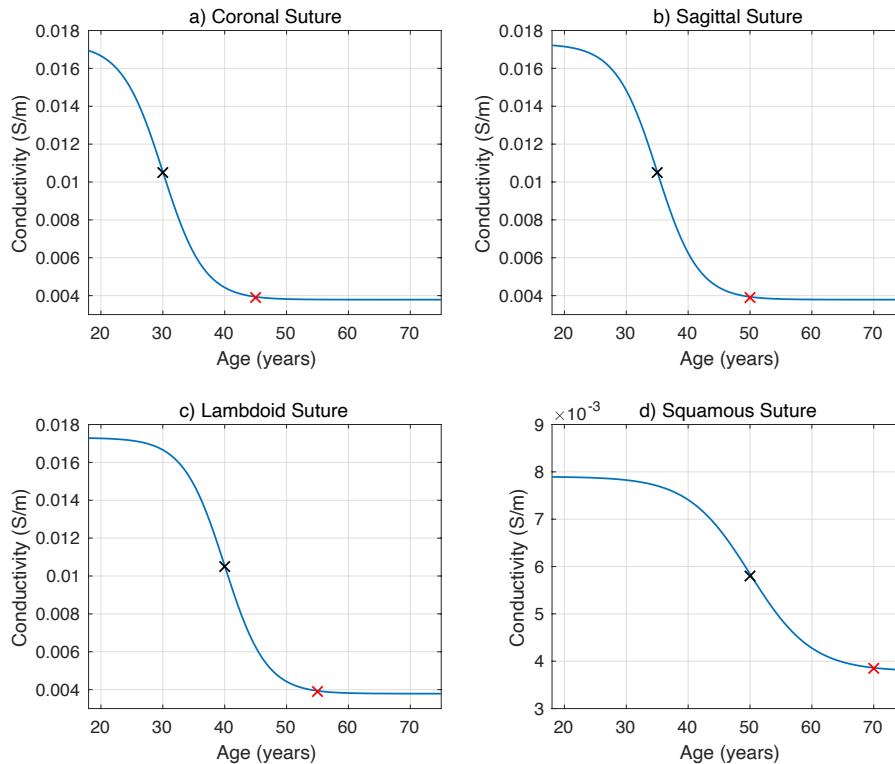 a) Coronal Suture
0.018
0.016
0.014
0.012
0.01
0.008
0.006
0.004
Conductivity (S/m)
20 30 40 50 60 70
Age (years)
b) Sagittal Suture
0.018
0.016
0.014
0.012
0.01
0.008
0.006
0.004
Conductivity (S/m)
20 30 40 50 60 70
Age (years)
c) Lambdoid Suture
0.018
0.016
0.014
0.012
0.01
0.008
0.006
0.004
Conductivity (S/m)
20 30 40 50 60 70
Age (years)
d) Squamous Suture
×10⁻³
9
8
7
6
5
4
3
Conductivity (S/m)
20 30 40 50 60 70
Age (years)